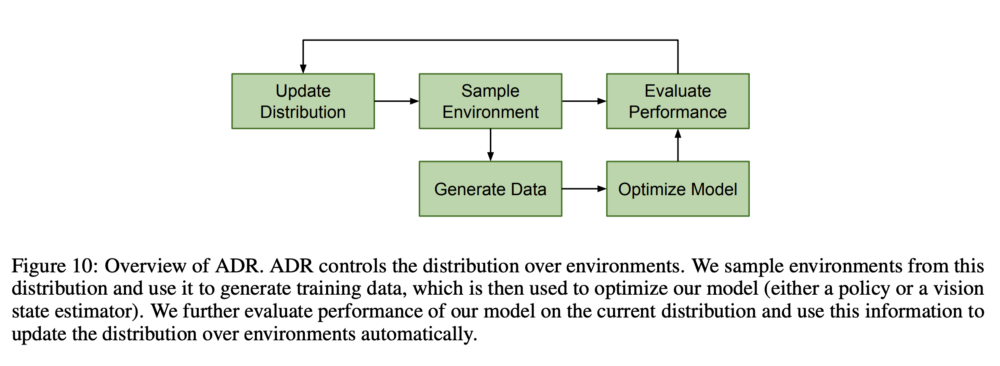 Update
Distribution
Sample
Environment
Evaluate
Performance
Generate Data
Optimize Model
Figure 10: Overview of ADR. ADR controls the distribution over environments. We sample environments from this
distribution and use it to generate training data, which is then used to optimize our model (either a policy or a vision
state estimator). We further evaluate performance of our model on the current distribution and use this information to
update the distribution over environments automatically.